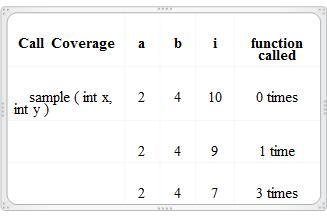 Call Coverage a b i function called
sample ( int x, int y ) 2 4 10 0 times
2 4 9 1 time
2 4 7 3 times